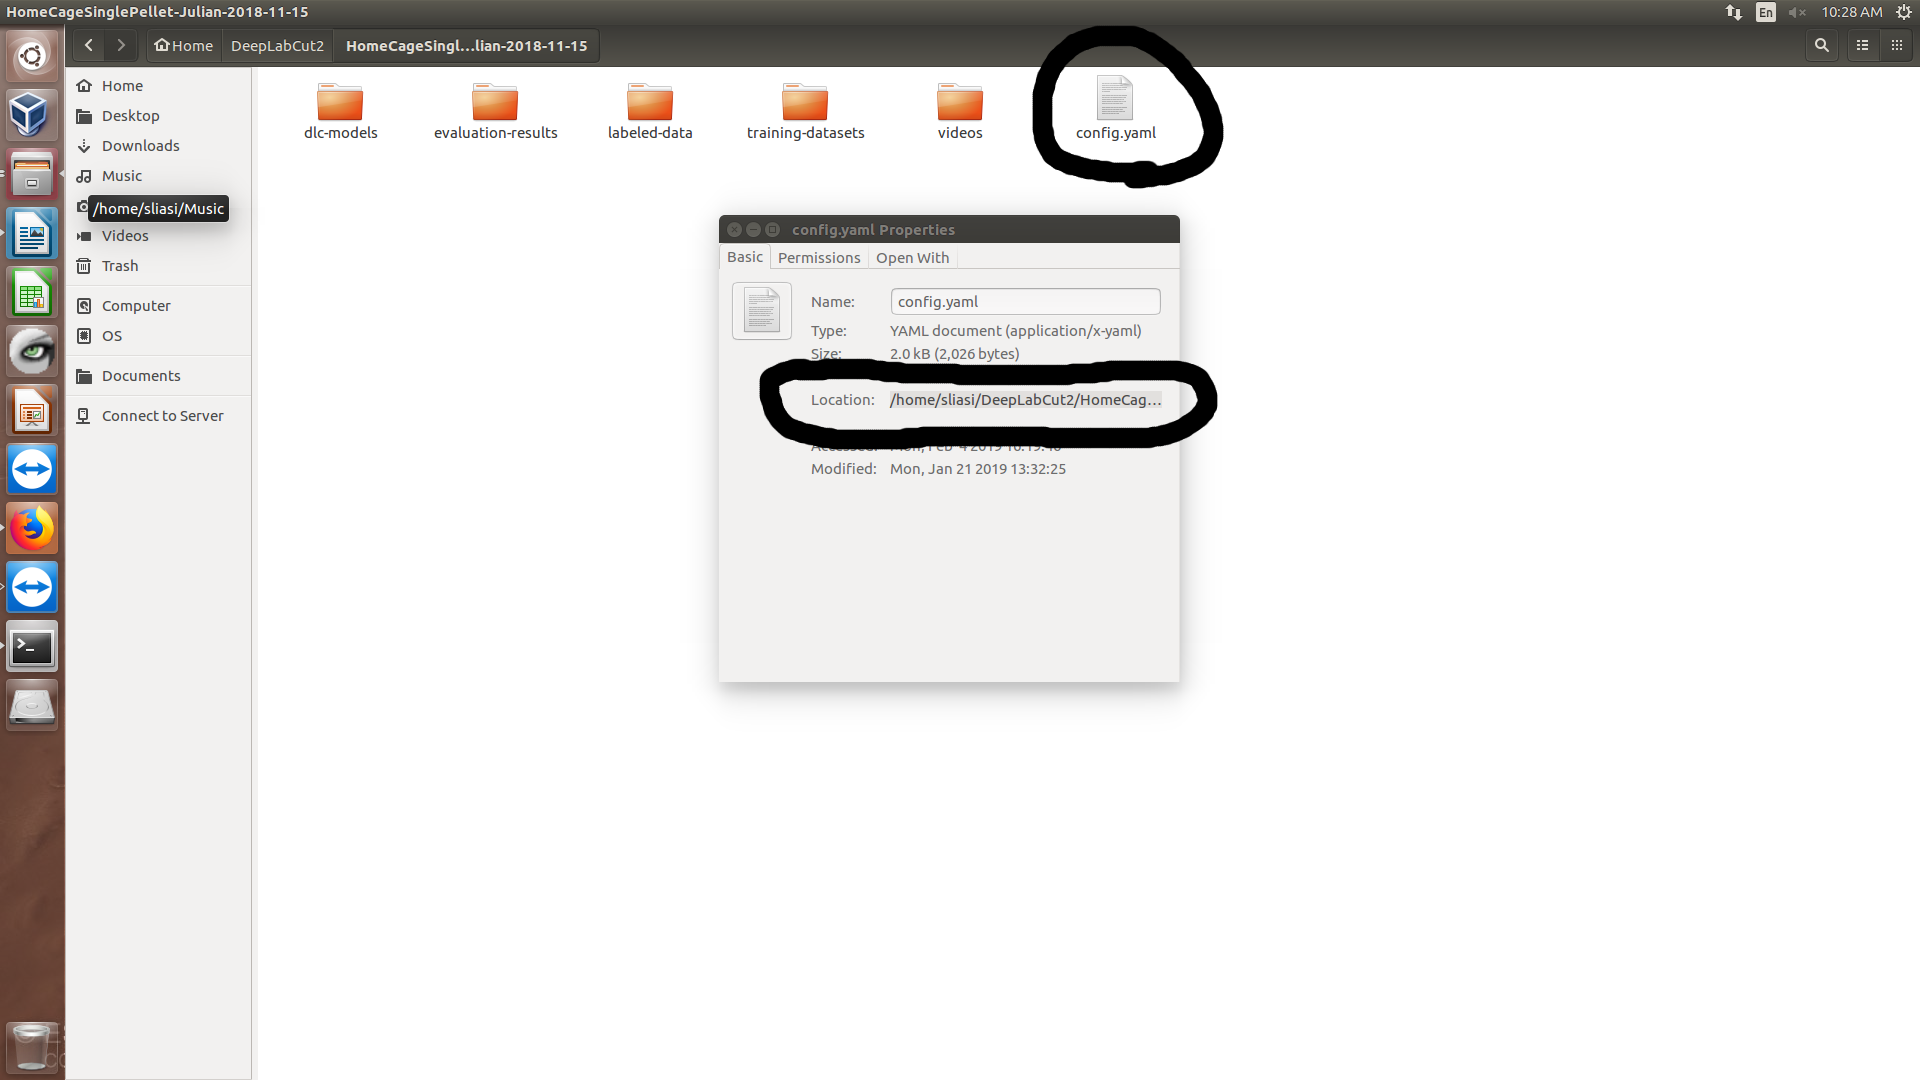 HomeCageSinglePellet-Julian-2018-11-15
En
10:28 AM
Home
DeepLabCut2
HomeCageSingl...lian-2018-11-15
Home
Desktop
Downloads
Music
/home/sliasi/Music
Videos
Trash
Computer
OS
Documents
Connect to Server
dlc-models
evaluation-results
labeled-data
training-datasets
videos
config.yaml
config.yaml Properties
Basic
Permissions
Open With
Name: config.yaml
Type: YAML document (application/x-yaml)
Size: 2.0 kB (2,026 bytes)
Location: /home/sliasi/DeepLabCut2/HomeCag...
Accessed: Mon, Feb 4 2019
Modified: Mon, Jan 21 2019 13:32:25